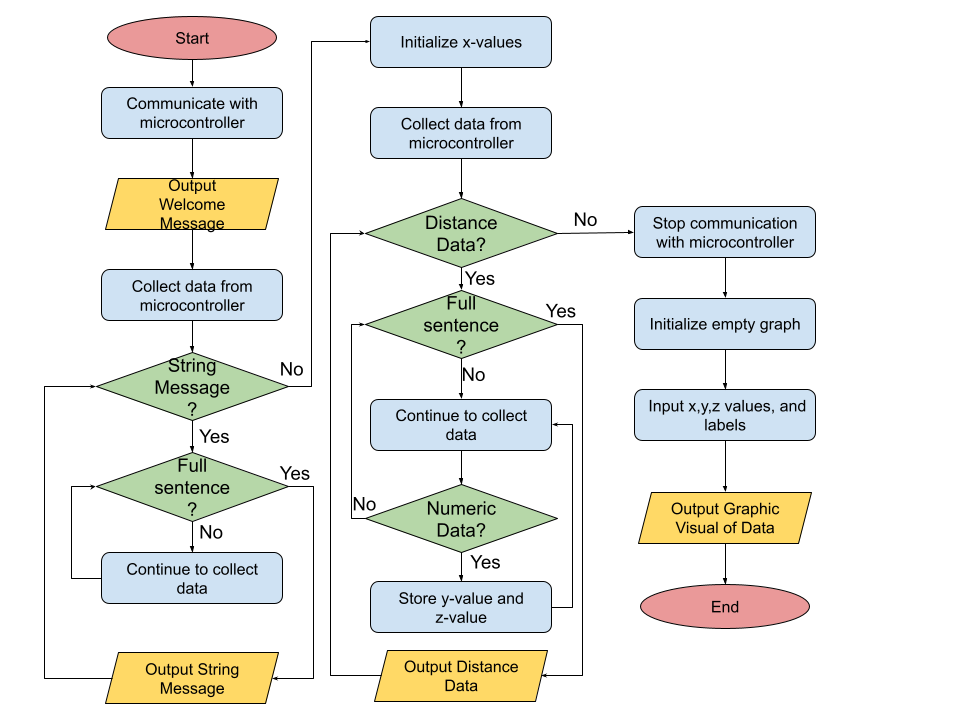 Start
Communicate with
microcontroller
Output
Welcome
Message
Collect data from
microcontroller
String
Message
?
No
Yes
Full
sentence
?
Yes
No
Continue to collect
data
Output String
Message
Initialize x-values
Collect data from
microcontroller
Distance
Data?
No
Yes
Full
sentence
?
Yes
No
Continue to collect
data
Numeric
Data?
No
Yes
Store y-value and
z-value
Output Distance
Data
Stop communication
with microcontroller
Initialize empty graph
Input x,y,z values, and
labels
Output Graphic
Visual of Data
End